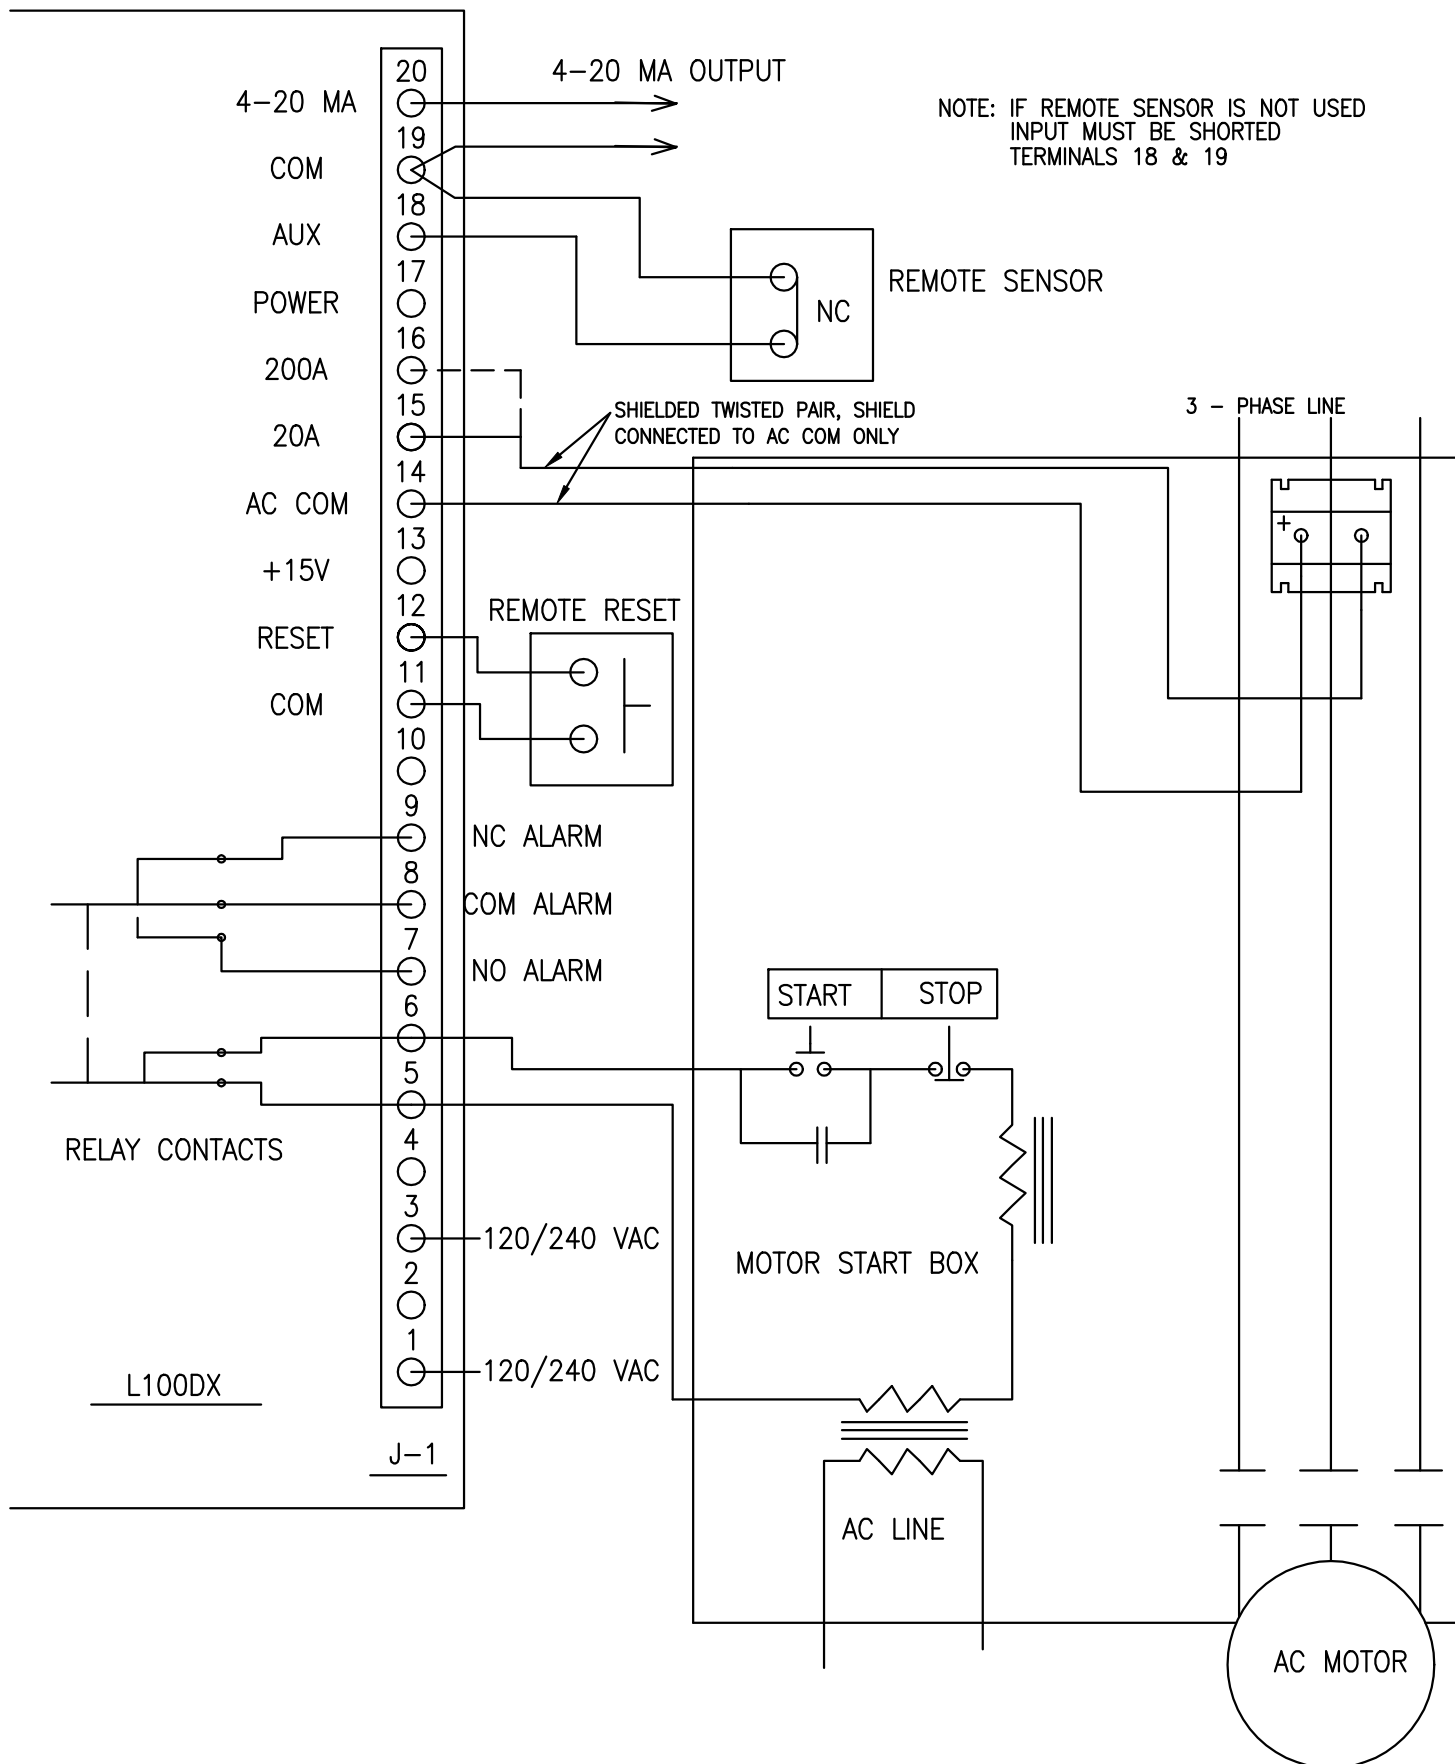 20
4-20 MA OUTPUT
4-20 MA
NOTE: IF REMOTE SENSOR IS NOT USED
INPUT MUST BE SHORTED
TERMINALS 18 & 19
19
COM
18
AUX
17
REMOTE SENSOR
POWER
NC
16
200A
15
SHIELDED TWISTED PAIR, SHIELD
CONNECTED TO AC COM ONLY
3 - PHASE LINE
20A
14
AC COM
+
13
+15V
12
REMOTE RESET
RESET
11
COM
10
9
NC ALARM
8
COM ALARM
7
NO ALARM
START
STOP
6
5
4
RELAY CONTACTS
3
120/240 VAC
MOTOR START BOX
2
1
120/240 VAC
L100DX
J-1
AC LINE
AC MOTOR